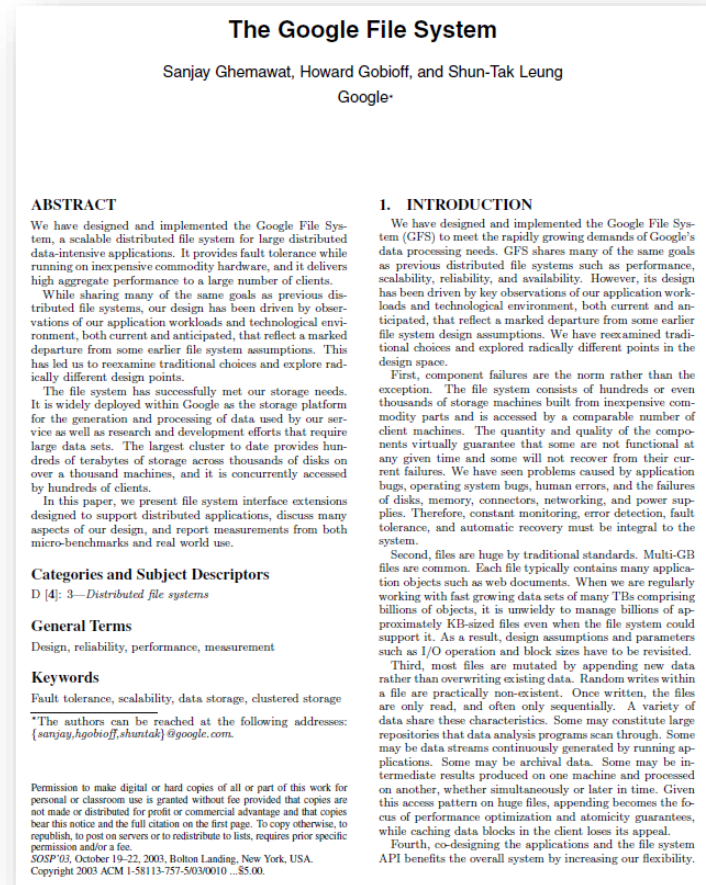 The Google File System
Sanjay Ghemawat, Howard Gobioff, and Shun-Tak Leung
Google*
ABSTRACT
We have designed and implemented the Google File Sys-
tem, a scalable distributed file system for large distributed
data-intensive applications. It provides fault tolerance while
running on inexpensive commodity hardware, and it delivers
high aggregate performance to a large number of clients.
While sharing many of the same goals as previous dis-
tributed file systems, our design has been driven by obser-
vations of our application workloads and technological envi-
ronment, both current and anticipated, that reflect a marked
departure from some earlier file system assumptions. This
has led us to reexamine traditional choices and explore rad-
ically different design points.
The file system has successfully met our storage needs.
It is widely deployed within Google as the storage platform
for the generation and processing of data used by our ser-
vice as well as research and development efforts that require
large data sets. The largest cluster to date provides hun-
dreds of terabytes of storage across thousands of disks on
over a thousand machines, and it is concurrently accessed
by hundreds of clients.
In this paper, we present file system interface extensions
designed to support distributed applications, discuss many
aspects of our design, and report measurements from both
micro-benchmarks and real world use.
Categories and Subject Descriptors
D [4]: 3—Distributed file systems
General Terms
Design, reliability, performance, measurement
Keywords
Fault tolerance, scalability, data storage, clustered storage
*The authors can be reached at the following addresses:
{sanjay,hgobioff,shuntak}@google.com.
Permission to make digital or hard copies of all or part of this work for
personal or classroom use is granted without fee provided that copies are
not made or distributed for profit or commercial advantage and that copies
bear this notice and the full citation on the first page. To copy otherwise, to
republish, to post on servers or to redistribute to lists, requires prior specific
permission and/or a fee.
SOSP'03, October 19–22, 2003, Bolton Landing, New York, USA.
Copyright 2003 ACM 1-58113-757-5/03/0010 ...$5.00.
1. INTRODUCTION
We have designed and implemented the Google File Sys-
tem (GFS) to meet the rapidly growing demands of Google's
data processing needs. GFS shares many of the same goals
as previous distributed file systems such as performance,
scalability, reliability, and availability. However, its design
has been driven by key observations of our application work-
loads and technological environment, both current and an-
ticipated, that reflect a marked departure from some earlier
file system design assumptions. We have reexamined tradi-
tional choices and explored radically different points in the
design space.
First, component failures are the norm rather than the
exception. The file system consists of hundreds or even
thousands of storage machines built from inexpensive com-
modity parts and is accessed by a comparable number of
client machines. The quantity and quality of the compo-
nents virtually guarantee that some are not functional at
any given time and some will not recover from their cur-
rent failures. We have seen problems caused by application
bugs, operating system bugs, human errors, and the failures
of disks, memory, connectors, networking, and power sup-
plies. Therefore, constant monitoring, error detection, fault
tolerance, and automatic recovery must be integral to the
system.
Second, files are huge by traditional standards. Multi-GB
files are common. Each file typically contains many applica-
tion objects such as web documents. When we are regularly
working with fast growing data sets of many TBs comprising
billions of objects, it is unwieldy to manage billions of ap-
proximately KB-sized files even when the file system could
support it. As a result, design assumptions and parameters
such as I/O operation and block sizes have to be revisited.
Third, most files are mutated by appending new data
rather than overwriting existing data. Random writes within
a file are practically non-existent. Once written, the files
are only read, and often only sequentially. A variety of
data share these characteristics. Some may constitute large
repositories that data analysis programs scan through. Some
may be data streams continuously generated by running ap-
plications. Some may be archival data. Some may be in-
termediate results produced on one machine and processed
on another, whether simultaneously or later in time. Given
this access pattern on huge files, appending becomes the fo-
cus of performance optimization and atomicity guarantees,
while caching data blocks in the client loses its appeal.
Fourth, co-designing the applications and the file system
API benefits the overall system by increasing our flexibility.